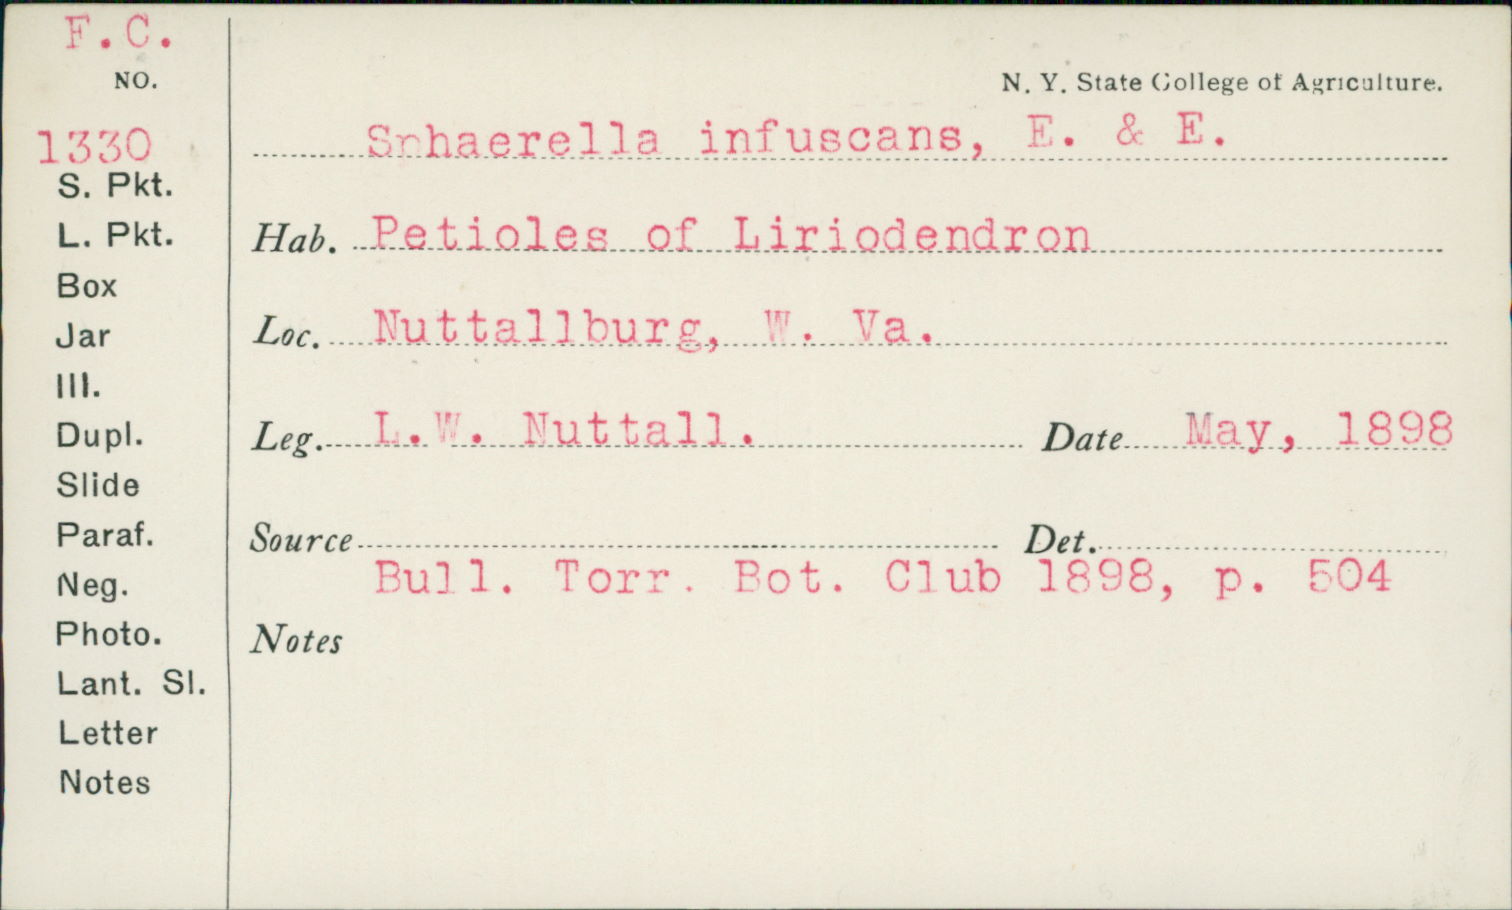 F.C.
NO.
1330
S. Pkt.
L. Pkt.
Box
Jar
Ill.
Dupl.
Slide
Paraf.
Neg.
Photo.
Lant. Sl.
Letter
Notes
N. Y. State College of Agriculture.
Sphaerella infuscans, E. & E.
Hab. Petioles of Liriodendron
Loc. Nuttallburg, W. Va.
Leg. L.W. Nuttall. Date May, 1898
Source Det.
Bull. Torr. Bot. Club 1898, p. 504
Notes